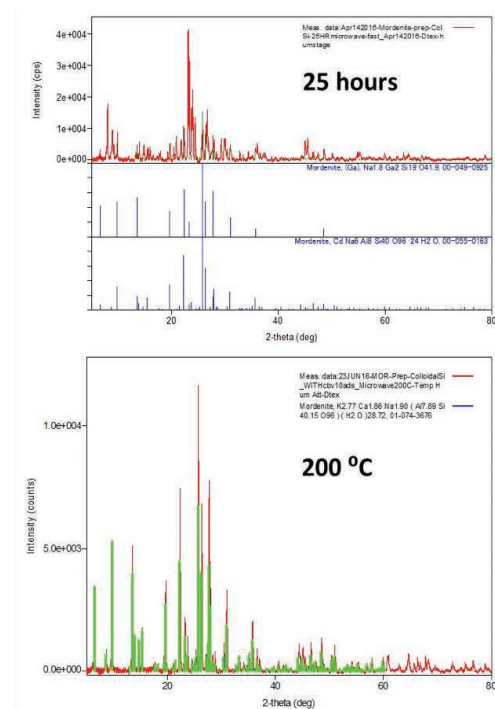 Meas. data:Apr142016-Mordenite-prep-Col
Si-25HRmicrowave-fast_Apr142016-Dtex-h
umstage
25 hours
Intensity (cps)
4e+004
3e+004
2e+004
1e+004
0e+000
Mordenite, (Ga), Na1.8 Ga2 Si19 O41.9, 00-049-0925
Mordenite, Cd Na6 Al8 Si40 O96 ·24 H2 O, 00-055-0163
20 40 60 80
2-theta (deg)
Meas. data:23JUN16-MOR-Prep-ColloidalSi
_WITHcbv10ads_Microwave200C-Temp H
um Att-Dtex
Mordenite, K2.77 Ca1.86 Na1.90 ( Al7.89 Si
40.15 O96 ) ( H2 O )28.72, 01-074-3676
200 ⁰C
Intensity (counts)
1.0e+004
5.0e+003
0.0e+000
20 40 60 80
2-theta (deg)